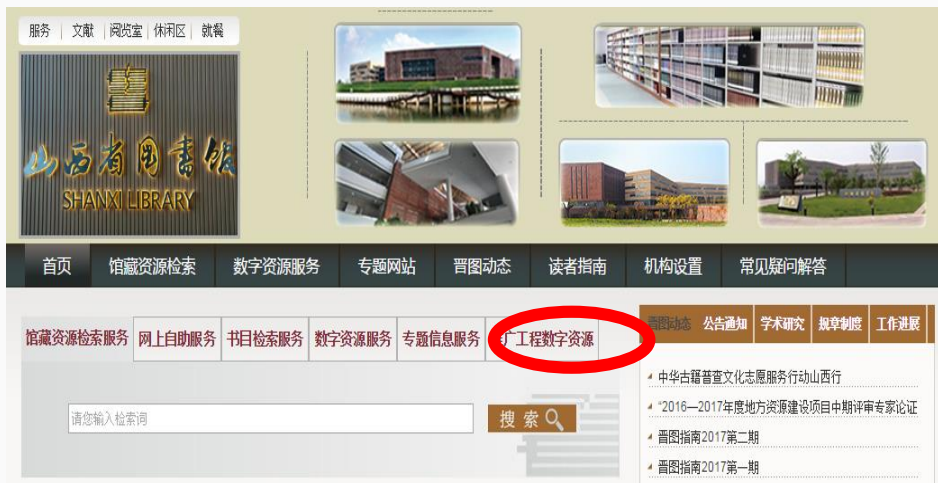 服务 | 文献 | 阅览室 | 休闲区 | 就餐
山西省图书馆
SHANXI LIBRARY
首页 馆藏资源检索 数字资源服务 专题网站 晋图动态 读者指南 机构设置 常见疑问解答
馆藏资源检索服务 网上自助服务 书目检索服务 数字资源服务 专题信息服务 广工程数字资源
晋图动态 公告通知 学术研究 规章制度 工作进展
请您输入检索词
搜索
中华古籍普查文化志愿服务行动山西行
“2016—2017年度地方资源建设项目中期评审专家论证
晋图指南2017第二期
晋图指南2017第一期